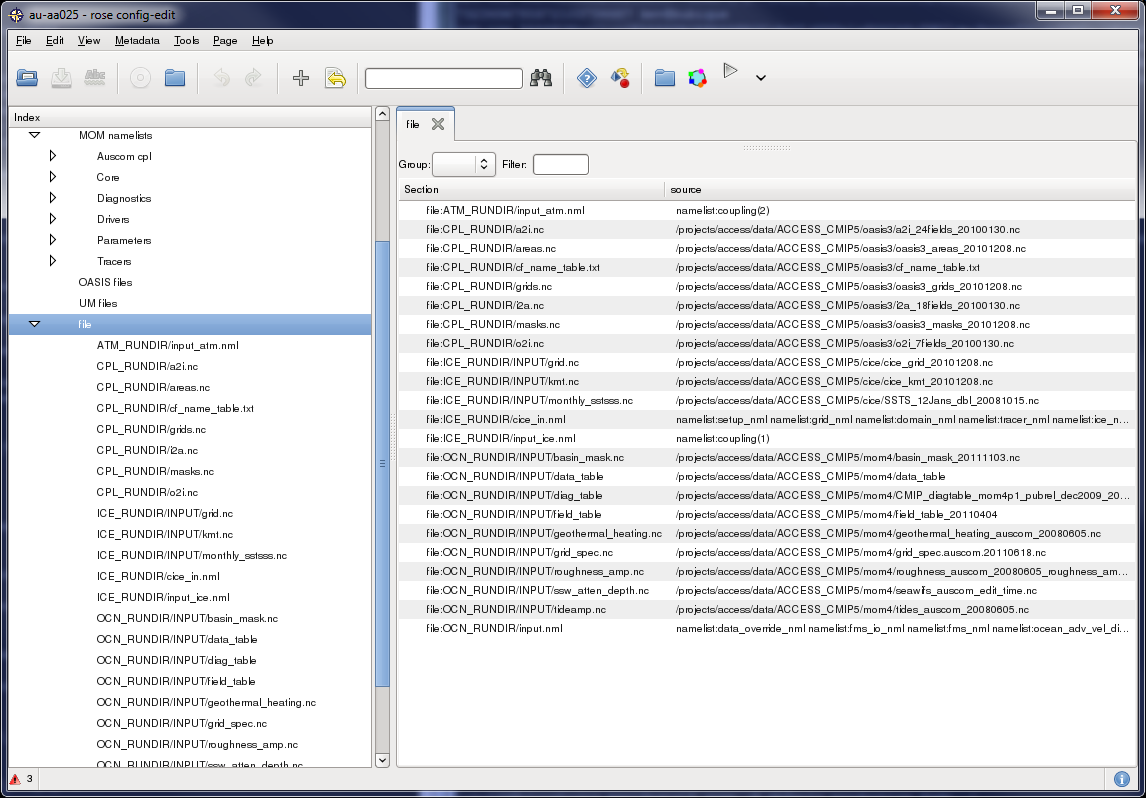 au-aa025 - rose config-edit
File Edit View Metadata Tools Page Help
Abc
Index
MOM namelists
Auscom cpl
Core
Diagnostics
Drivers
Parameters
Tracers
OASIS files
UM files
file
ATM_RUNDIR/input_atm.nml
CPL_RUNDIR/a2i.nc
CPL_RUNDIR/areas.nc
CPL_RUNDIR/cf_name_table.txt
CPL_RUNDIR/grids.nc
CPL_RUNDIR/i2a.nc
CPL_RUNDIR/masks.nc
CPL_RUNDIR/o2i.nc
ICE_RUNDIR/INPUT/grid.nc
ICE_RUNDIR/INPUT/kmt.nc
ICE_RUNDIR/INPUT/monthly_sstsss.nc
ICE_RUNDIR/cice_in.nml
ICE_RUNDIR/input_ice.nml
OCN_RUNDIR/INPUT/basin_mask.nc
OCN_RUNDIR/INPUT/data_table
OCN_RUNDIR/INPUT/diag_table
OCN_RUNDIR/INPUT/field_table
OCN_RUNDIR/INPUT/geothermal_heating.nc
OCN_RUNDIR/INPUT/grid_spec.nc
OCN_RUNDIR/INPUT/roughness_amp.nc
OCN_RUNDIR/INPUT/ssw_atten_depth.nc
3
file
Group: Filter:
Section source
file:ATM_RUNDIR/input_atm.nml namelist:coupling(2)
file:CPL_RUNDIR/a2i.nc /projects/access/data/ACCESS_CMIP5/oasis3/a2i_24fields_20100130.nc
file:CPL_RUNDIR/areas.nc /projects/access/data/ACCESS_CMIP5/oasis3/oasis3_areas_20101208.nc
file:CPL_RUNDIR/cf_name_table.txt /projects/access/data/ACCESS_CMIP5/oasis3/cf_name_table.txt
file:CPL_RUNDIR/grids.nc /projects/access/data/ACCESS_CMIP5/oasis3/oasis3_grids_20101208.nc
file:CPL_RUNDIR/i2a.nc /projects/access/data/ACCESS_CMIP5/oasis3/i2a_18fields_20100130.nc
file:CPL_RUNDIR/masks.nc /projects/access/data/ACCESS_CMIP5/oasis3/oasis3_masks_20101208.nc
file:CPL_RUNDIR/o2i.nc /projects/access/data/ACCESS_CMIP5/oasis3/o2i_7fields_20100130.nc
file:ICE_RUNDIR/INPUT/grid.nc /projects/access/data/ACCESS_CMIP5/cice/cice_grid_20101208.nc
file:ICE_RUNDIR/INPUT/kmt.nc /projects/access/data/ACCESS_CMIP5/cice/cice_kmt_20101208.nc
file:ICE_RUNDIR/INPUT/monthly_sstsss.nc /projects/access/data/ACCESS_CMIP5/cice/SSTS_12Jans_dbl_20081015.nc
file:ICE_RUNDIR/cice_in.nml namelist:setup_nml namelist:grid_nml namelist:domain_nml namelist:tracer_nml namelist:ice_n...
file:ICE_RUNDIR/input_ice.nml namelist:coupling(1)
file:OCN_RUNDIR/INPUT/basin_mask.nc /projects/access/data/ACCESS_CMIP5/mom4/basin_mask_20111103.nc
file:OCN_RUNDIR/INPUT/data_table /projects/access/data/ACCESS_CMIP5/mom4/data_table
file:OCN_RUNDIR/INPUT/diag_table /projects/access/data/ACCESS_CMIP5/mom4/CMIP_diagtable_mom4p1_pubrel_dec2009_20...
file:OCN_RUNDIR/INPUT/field_table /projects/access/data/ACCESS_CMIP5/mom4/field_table_20110404
file:OCN_RUNDIR/INPUT/geothermal_heating.nc /projects/access/data/ACCESS_CMIP5/mom4/geothermal_heating_auscom_20080605.nc
file:OCN_RUNDIR/INPUT/grid_spec.nc /projects/access/data/ACCESS_CMIP5/mom4/grid_spec.auscom.20110618.nc
file:OCN_RUNDIR/INPUT/roughness_amp.nc /projects/access/data/ACCESS_CMIP5/mom4/roughness_auscom_20080605_roughness_am...
file:OCN_RUNDIR/INPUT/ssw_atten_depth.nc /projects/access/data/ACCESS_CMIP5/mom4/seawifs_auscom_edit_time.nc
file:OCN_RUNDIR/INPUT/tideamp.nc /projects/access/data/ACCESS_CMIP5/mom4/tides_auscom_20080605.nc
file:OCN_RUNDIR/input.nml namelist:data_override_nml namelist:fms_io_nml namelist:fms_nml namelist:ocean_adv_vel_di...